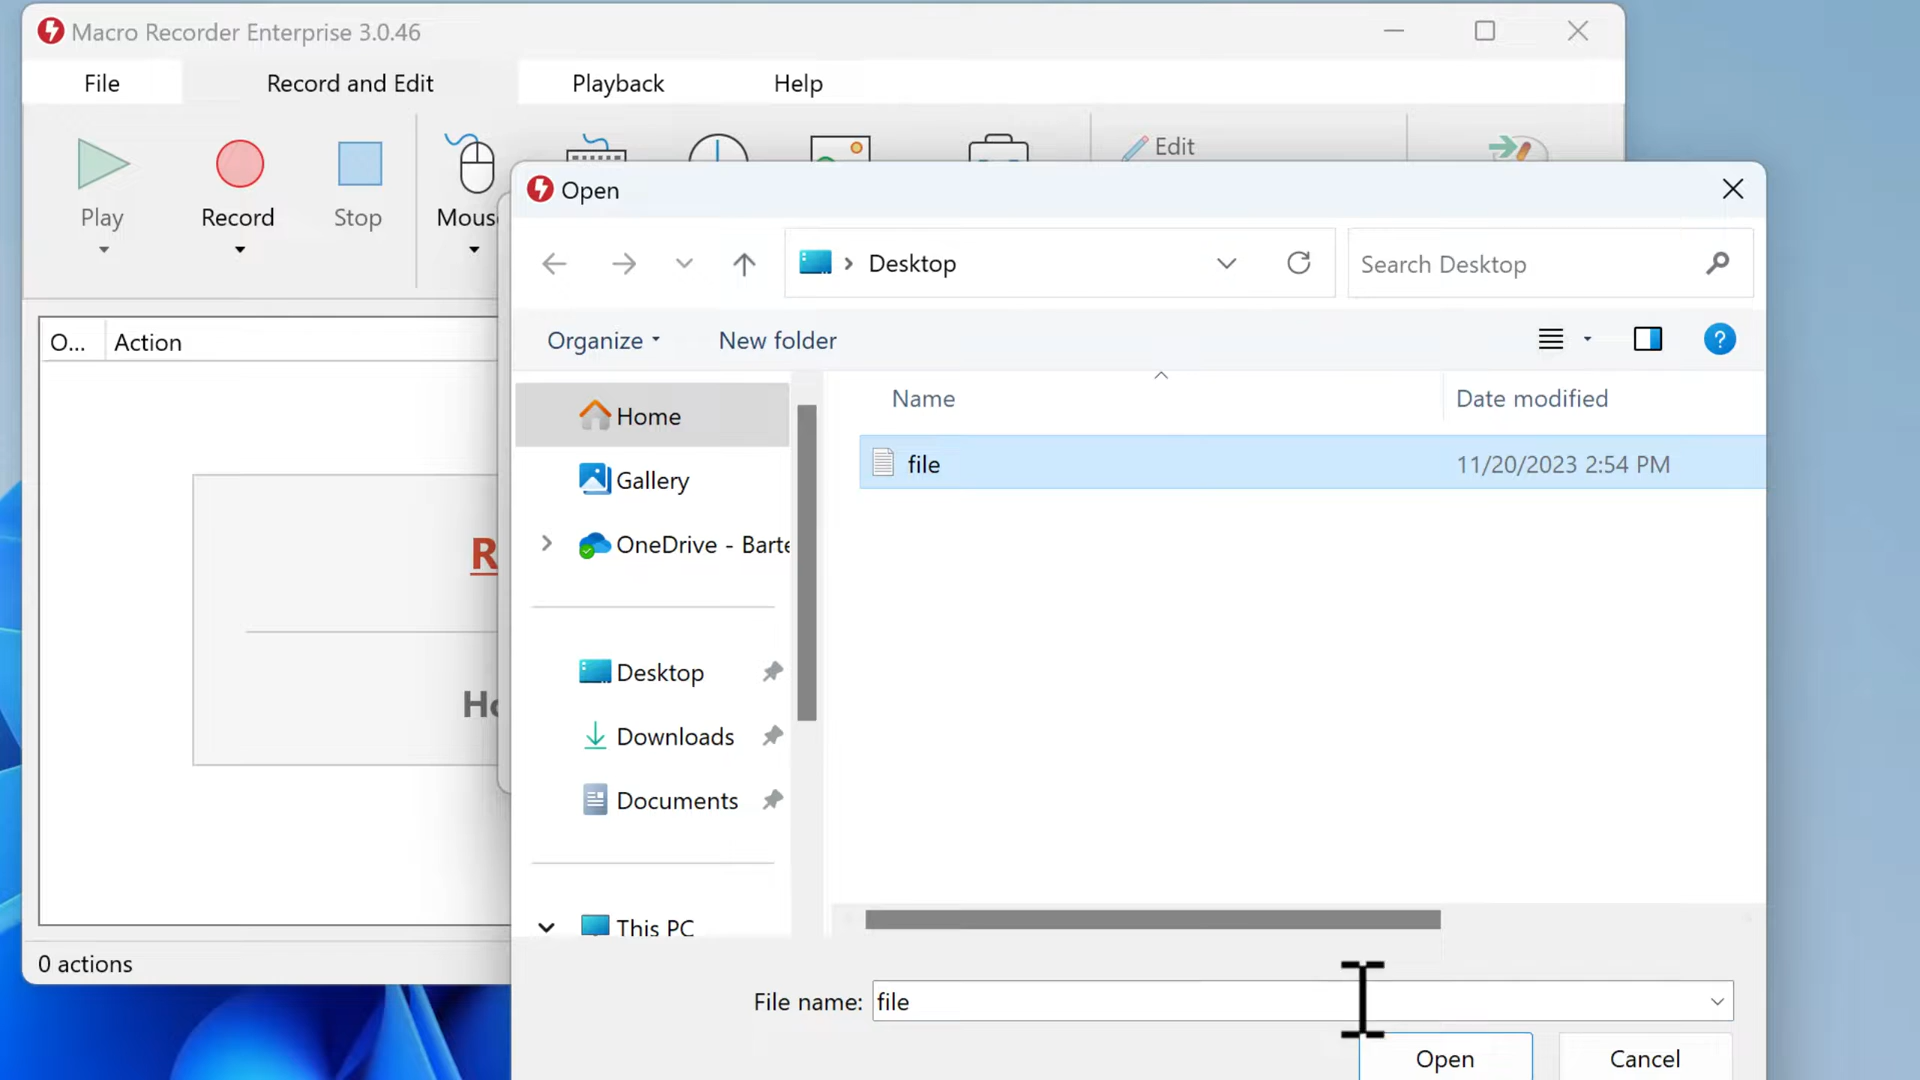 Macro Recorder Enterprise 3.0.46
File
Record and Edit
Playback
Help
Play
Record
Stop
Edit
Open
Desktop
Search Desktop
Organize
New folder
O...
Action
Name
Date modified
Home
file
11/20/2023 2:54 PM
Gallery
OneDrive -
Desktop
Downloads
Documents
This PC
0 actions
File name:
file
Open
Cancel